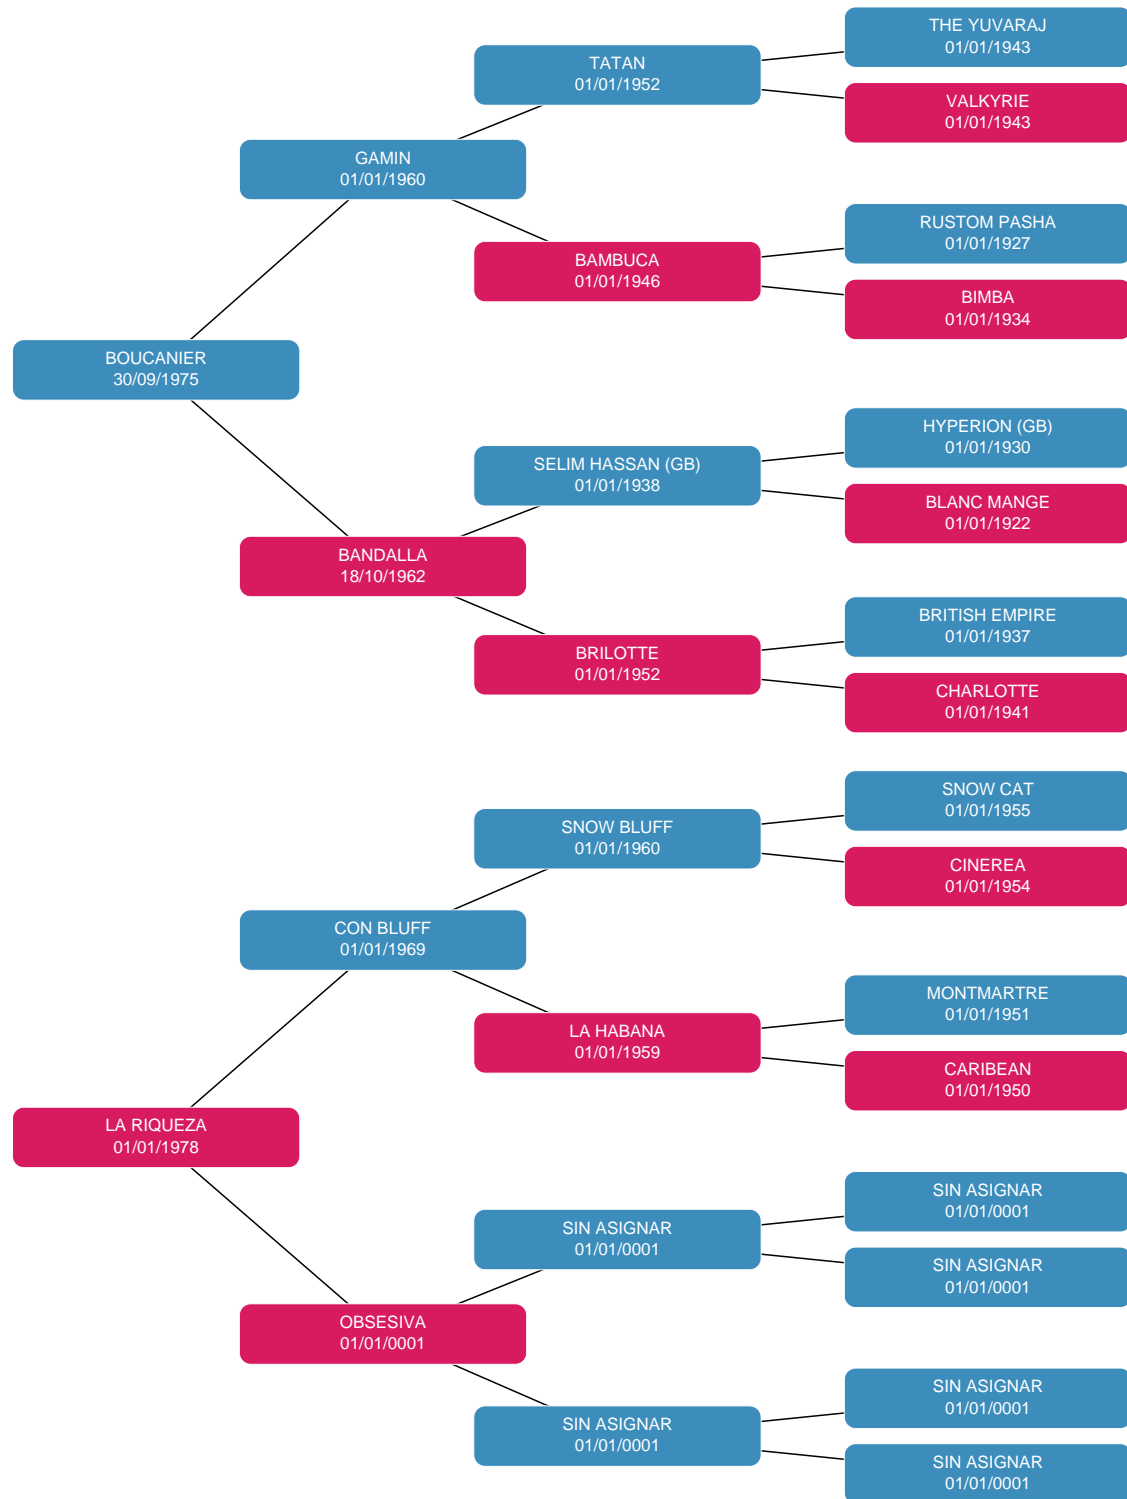 THE YUVARAJ
01/01/1943
TATAN
01/01/1952
VALKYRIE
01/01/1943
GAMIN
01/01/1960
RUSTOM PASHA
01/01/1927
BAMBUCA
01/01/1946
BIMBA
01/01/1934
BOUCANIER
30/09/1975
HYPERION (GB)
01/01/1930
SELIM HASSAN (GB)
01/01/1938
BLANC MANGE
01/01/1922
BANDALLA
18/10/1962
BRITISH EMPIRE
01/01/1937
BRILOTTE
01/01/1952
CHARLOTTE
01/01/1941
SNOW CAT
01/01/1955
SNOW BLUFF
01/01/1960
CINEREA
01/01/1954
CON BLUFF
01/01/1969
MONTMARTRE
01/01/1951
LA HABANA
01/01/1959
CARIBEAN
01/01/1950
LA RIQUEZA
01/01/1978
SIN ASIGNAR
01/01/0001
SIN ASIGNAR
01/01/0001
SIN ASIGNAR
01/01/0001
OBSESIVA
01/01/0001
SIN ASIGNAR
01/01/0001
SIN ASIGNAR
01/01/0001
SIN ASIGNAR
01/01/0001